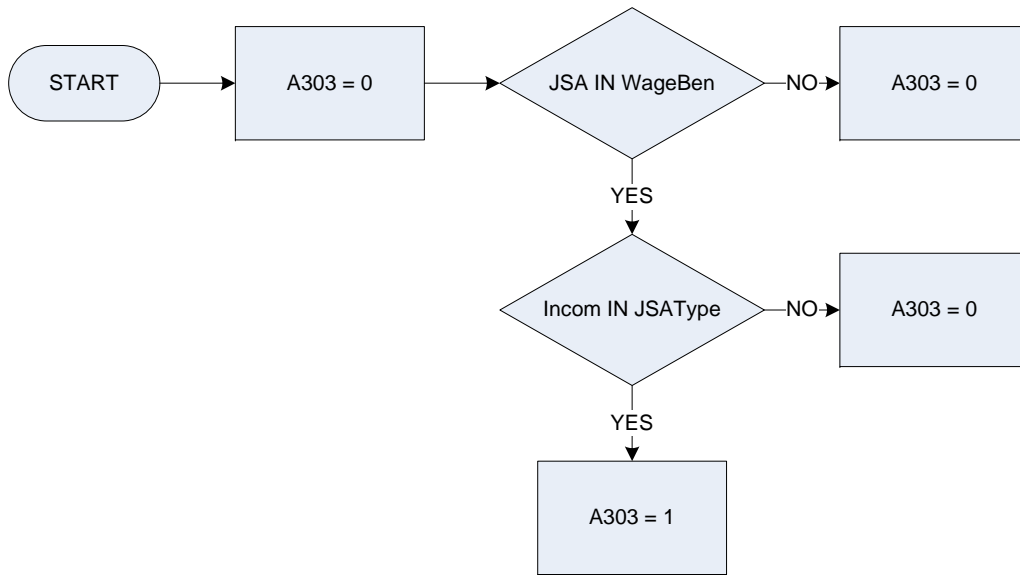 START
A303 = 0
JSA IN WageBen
NO
A303 = 0
YES
Incom IN JSAType
NO
A303 = 0
YES
A303 = 1